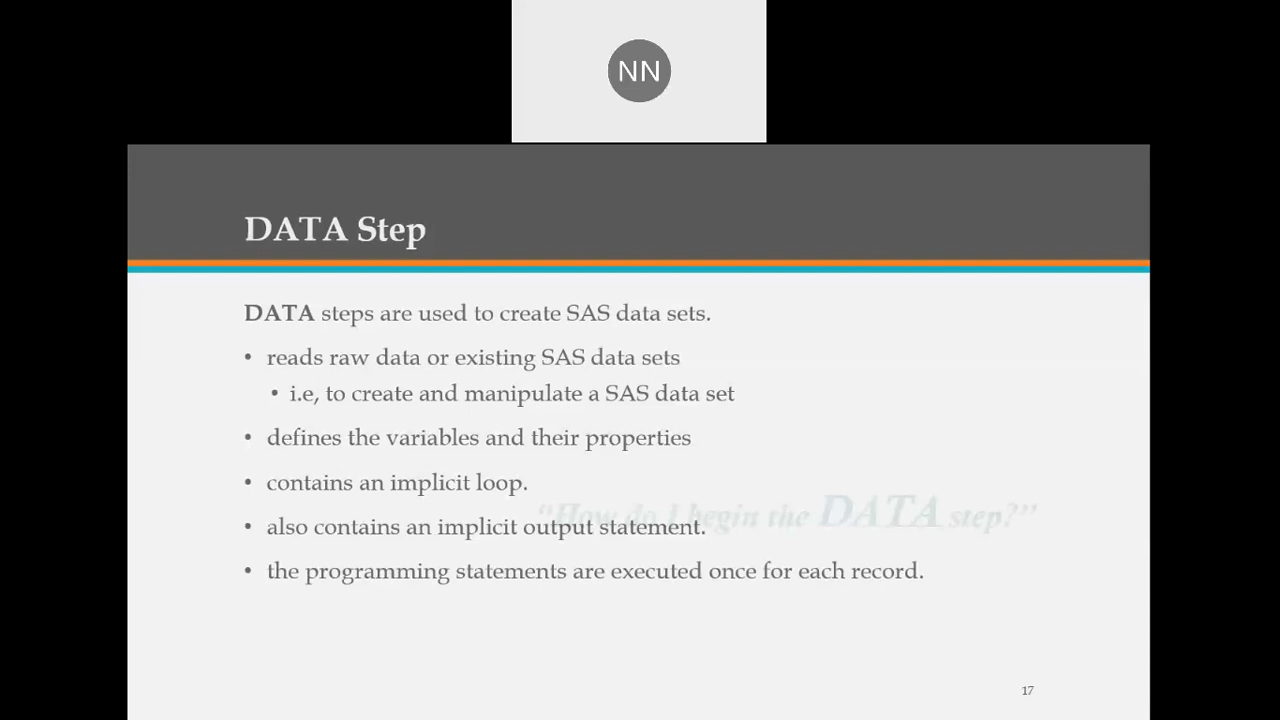 NN
DATA Step
DATA steps are used to create SAS data sets.
• reads raw data or existing SAS data sets
• i.e, to create and manipulate a SAS data set
• defines the variables and their properties
• contains an implicit loop.
“How do I begin the DATA step?”
• also contains an implicit output statement.
• the programming statements are executed once for each record.
17